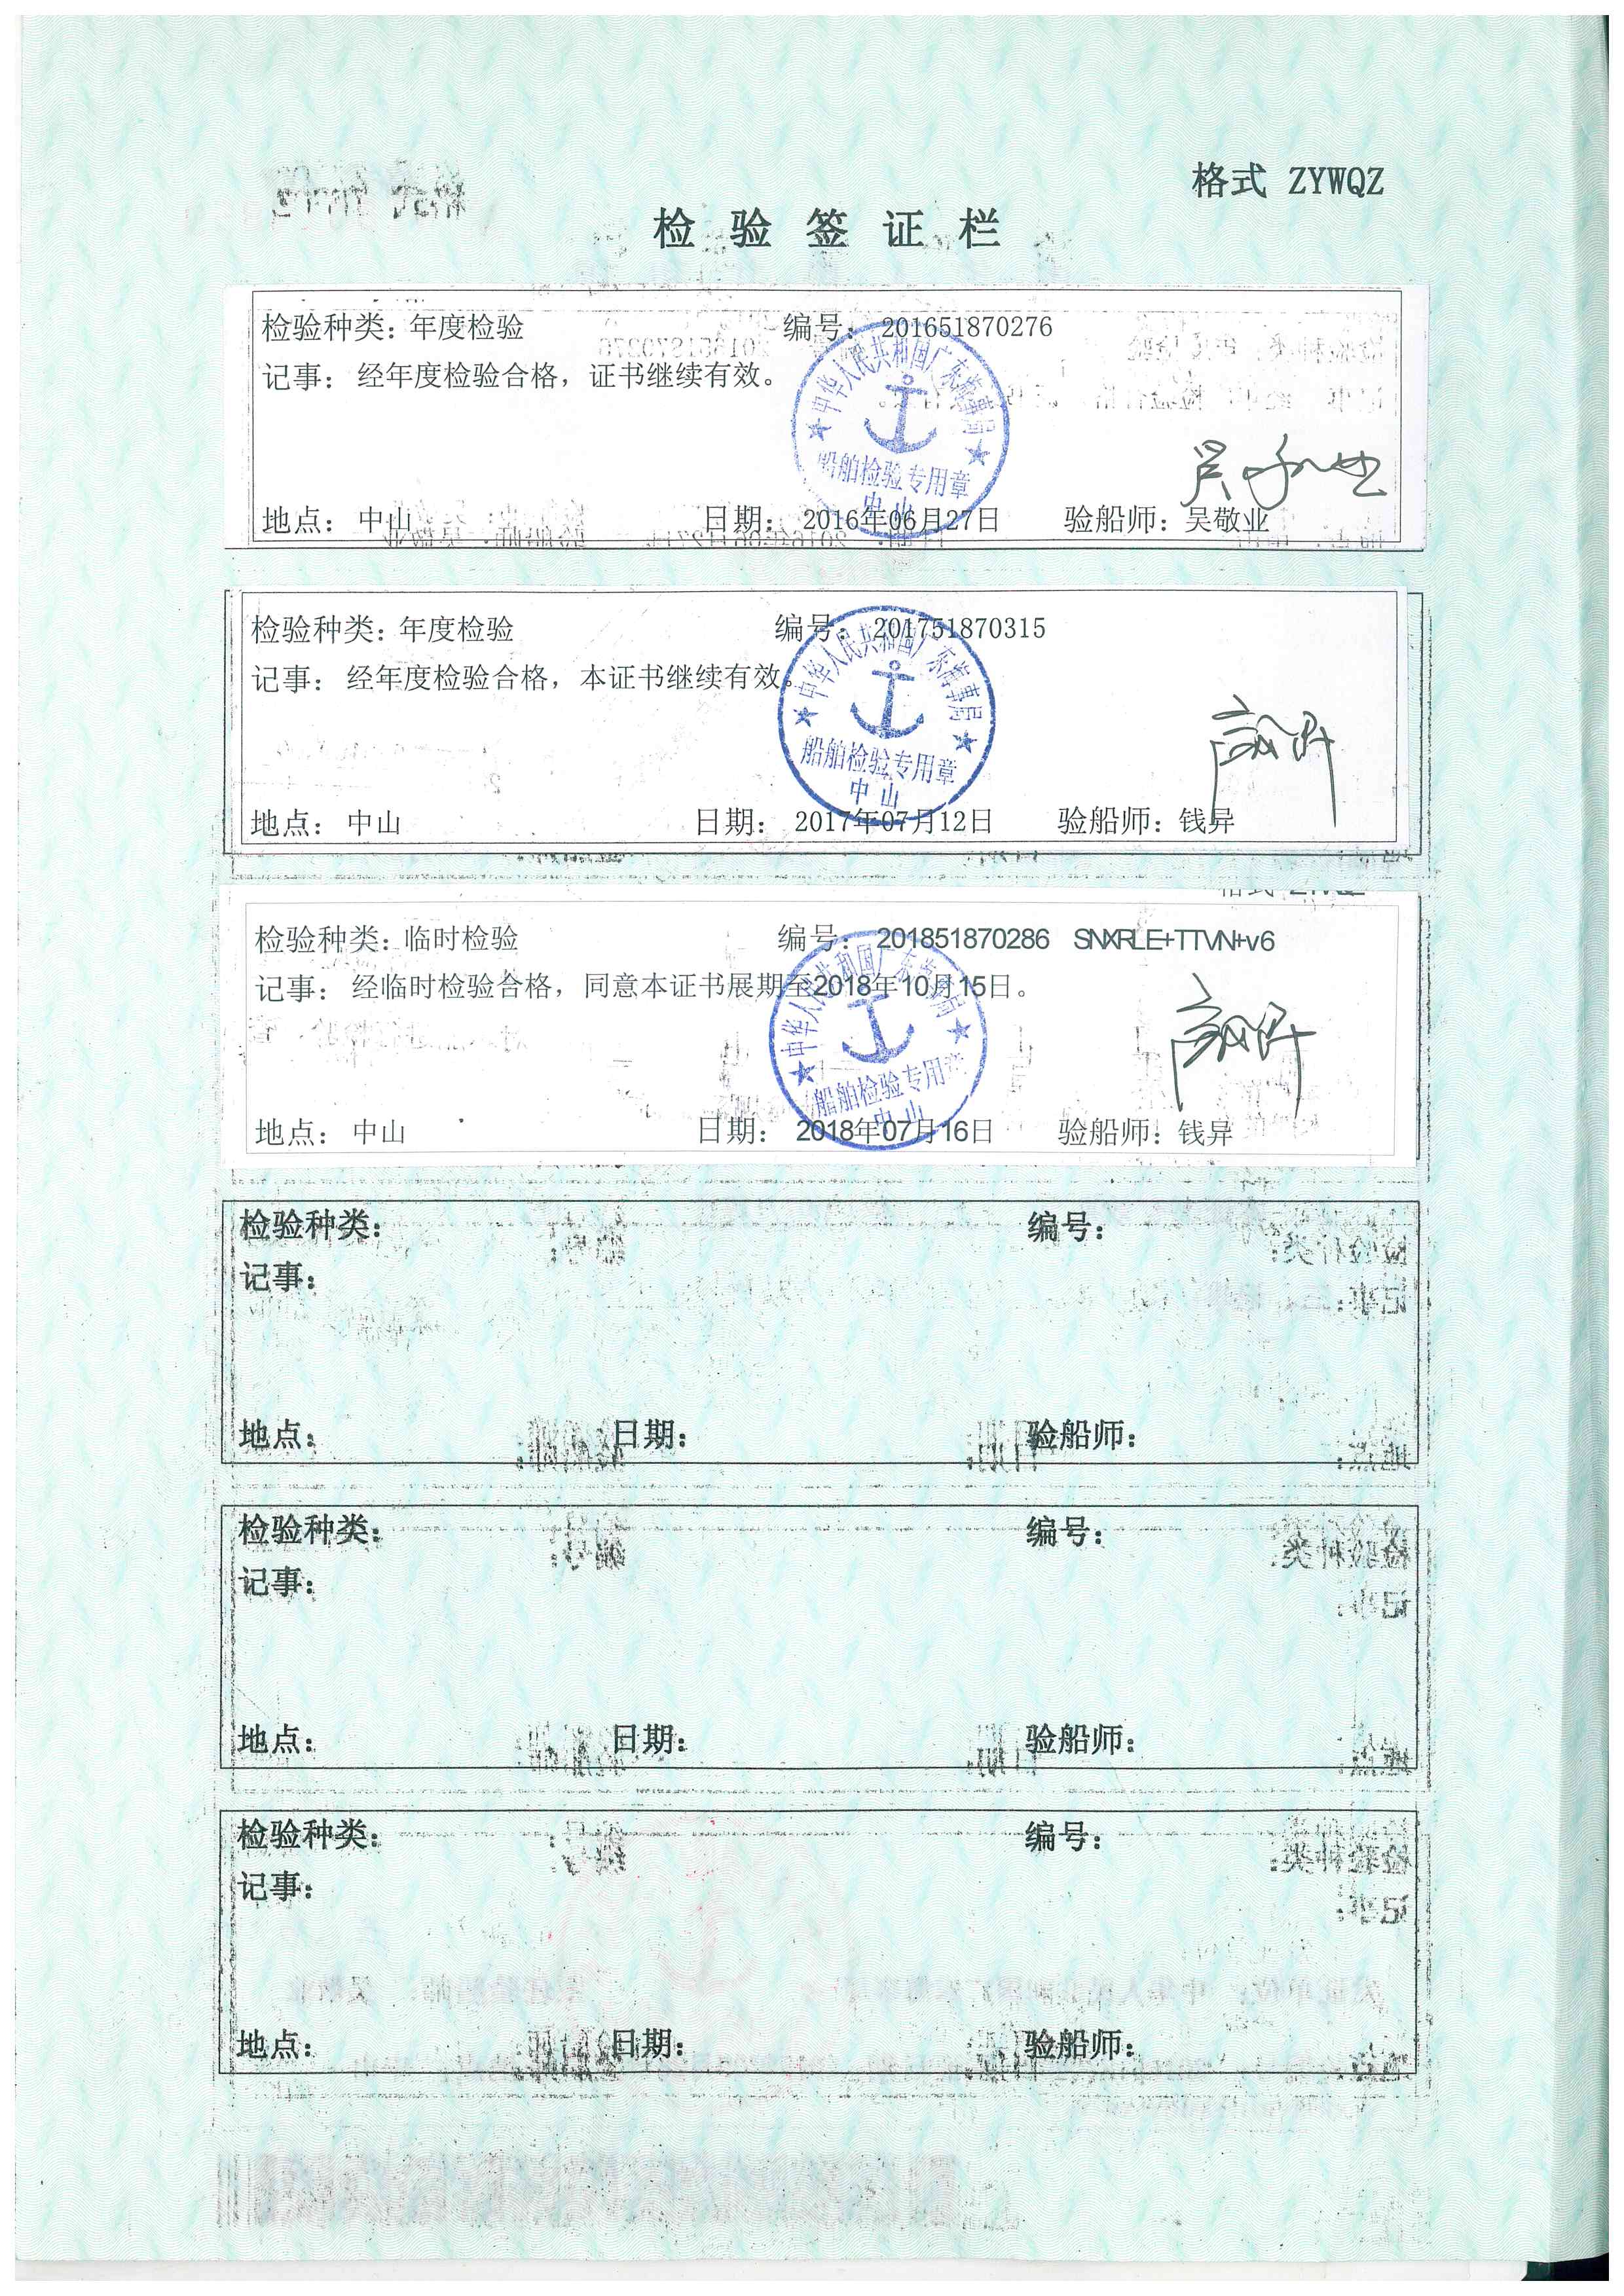 格式 ZYWQZ
检验签证栏
检验种类：年度检验 编号：201651870276
记事：经年度检验合格，证书继续有效。
中华人民共和国广东海事局
船舶检验专用章
中山
地点：中山 日期：2016年06月27日 验船师：吴敬业
检验种类：年度检验 编号：201751870315
记事：经年度检验合格，本证书继续有效。
中华人民共和国广东海事局
船舶检验专用章
中山
地点：中山 日期：2017年07月12日 验船师：钱异
检验种类：临时检验 编号：201851870286 SNXRLE+TTVN+v6
记事：经临时检验合格，同意本证书展期至2018年10月15日。
中华人民共和国广东海事局
船舶检验专用章
中山
地点：中山 日期：2018年07月16日 验船师：钱异
检验种类： 编号：
记事：
地点： 日期： 验船师：
检验种类： 编号：
记事：
地点： 日期： 验船师：
检验种类： 编号：
记事：
地点： 日期： 验船师：